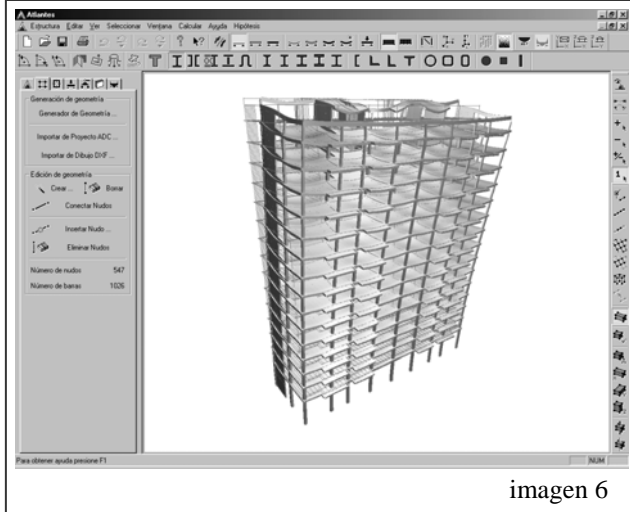 Atlantes
Estructura Editar Ver Seleccionar Ventana Calcular Ayuda Hipótesis
Generación de geometría
Generador de Geometría ...
Importar de Proyecto ADC ...
Importar de Dibujo DXF ...
Edición de geometría
Crear ... Borrar
Conectar Nudos
Insertar Nudo ...
Eliminar Nudos
Número de nudos 547
Número de barras 1026
Para obtener ayuda presione F1
NUM
imagen 6